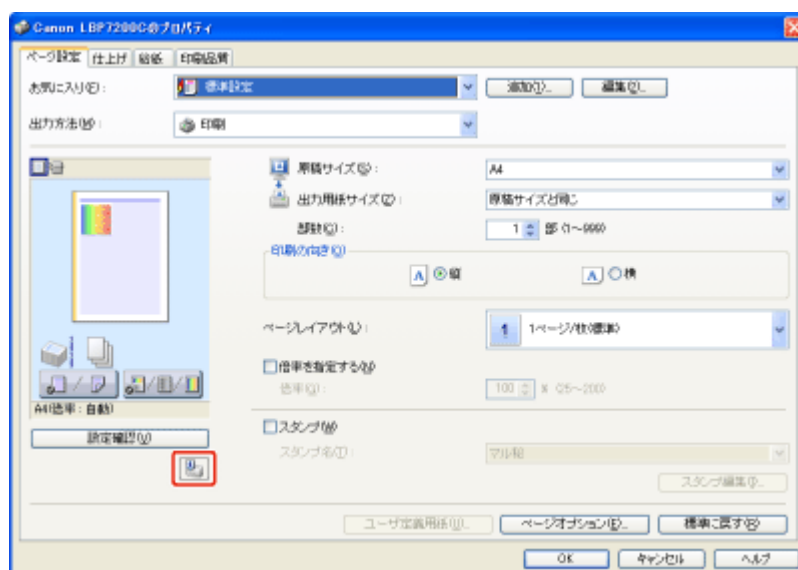 Canon LBP7200Cのプロパティ
ページ設定 仕上げ 給紙 印刷品質
お気に入り(F): 標準設定 追加(1)... 編集(2)...
出力方法(M): 印刷
原稿サイズ(S): A4
出力用紙サイズ(Z): 原稿サイズと同じ
部数(C): 1 部 (1~999)
印刷の向き(O)
A 縦 A 横
ページレイアウト(L): 1 1ページ/枚(標準)
倍率を指定する(N)
倍率(G): 100 % (25~200)
A4(倍率:自動)
設定確認(V)
スタンプ(W)
スタンプ名(T): マル秘
スタンプ編集(I)...
ユーザ定義用紙(U)... ページオプション(E)... 標準に戻す(R)
OK キャンセル ヘルプ